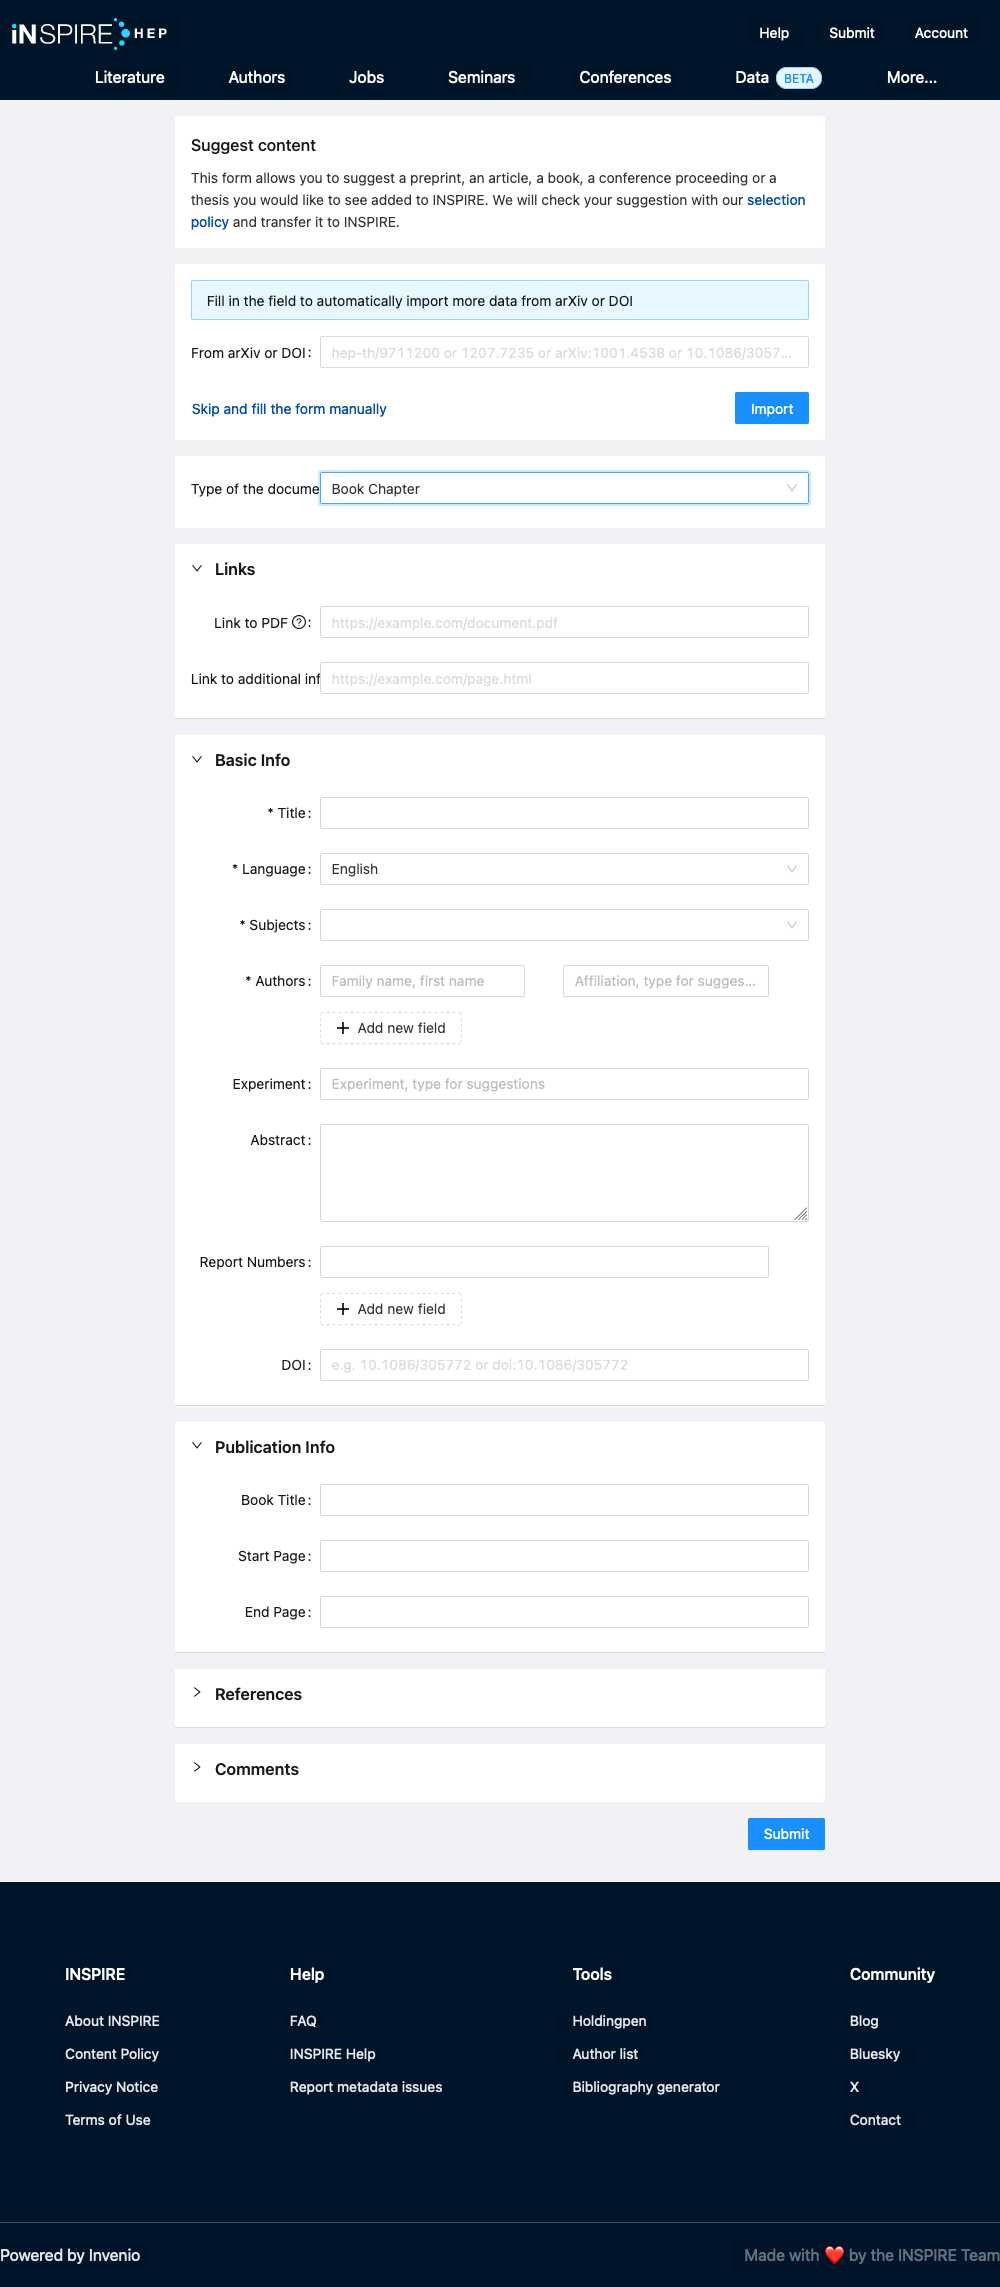 iNSPIRE HEP
Help Submit Account
Literature Authors Jobs Seminars Conferences Data BETA More...
Suggest content
This form allows you to suggest a preprint, an article, a book, a conference proceeding or a
thesis you would like to see added to INSPIRE. We will check your suggestion with our selection
policy and transfer it to INSPIRE.
Fill in the field to automatically import more data from arXiv or DOI
From arXiv or DOI: hep-th/9711200 or 1207.7235 or arXiv:1001.4538 or 10.1086/3057...
Skip and fill the form manually Import
Type of the docume Book Chapter
Links
Link to PDF ?: https://example.com/document.pdf
Link to additional inf https://example.com/page.html
Basic Info
* Title:
* Language: English
* Subjects:
* Authors: Family name, first name Affiliation, type for sugges...
+ Add new field
Experiment: Experiment, type for suggestions
Abstract:
Report Numbers:
+ Add new field
DOI: e.g. 10.1086/305772 or doi:10.1086/305772
Publication Info
Book Title:
Start Page:
End Page:
References
Comments
Submit
INSPIRE Help Tools Community
About INSPIRE FAQ Holdingpen Blog
Content Policy INSPIRE Help Author list Bluesky
Privacy Notice Report metadata issues Bibliography generator X
Terms of Use Contact
Powered by Invenio Made with ❤️ by the INSPIRE Team